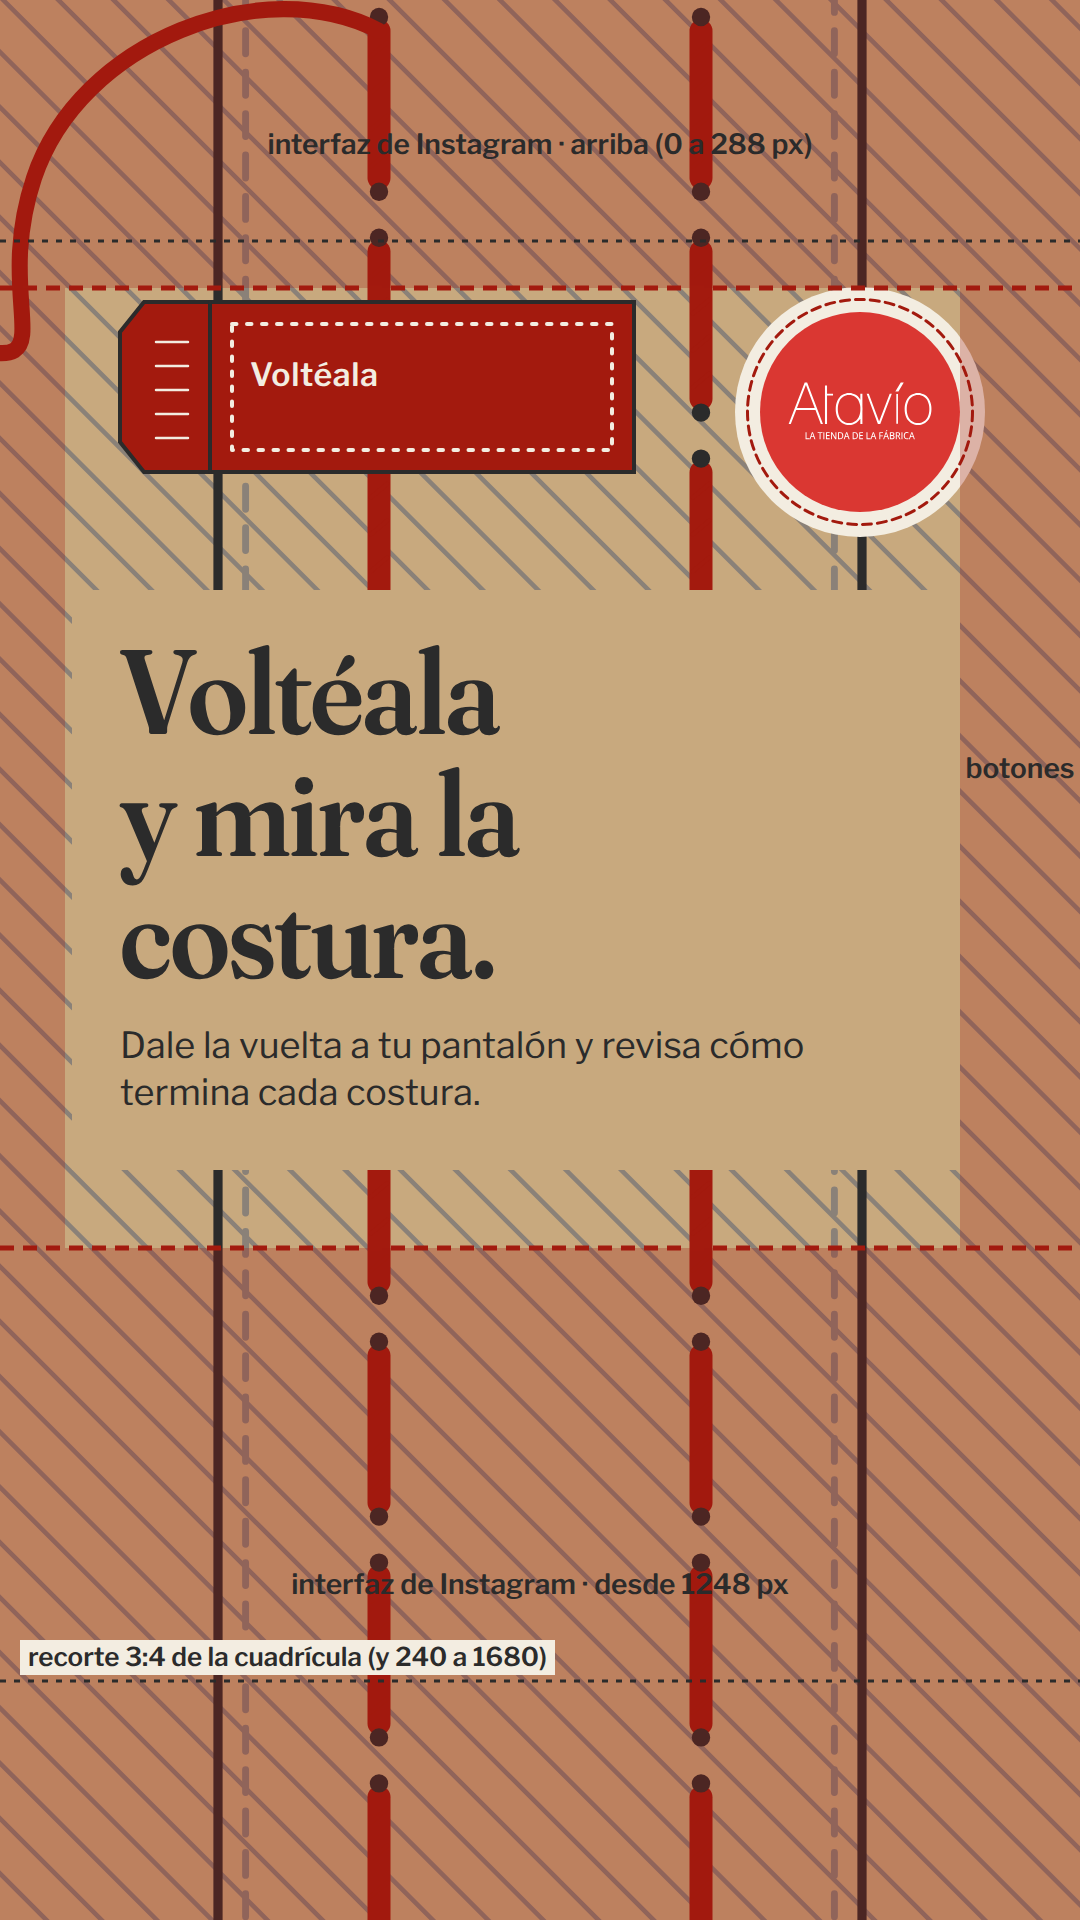 interfaz de Instagram · arriba (0 a 288 px)
Voltéala
Atavío
LA TIENDA DE LA FÁBRICA
Voltéala
y mira la
costura.
botones
Dale la vuelta a tu pantalón y revisa cómo
termina cada costura.
interfaz de Instagram · desde 1248 px
recorte 3:4 de la cuadrícula (y 240 a 1680)